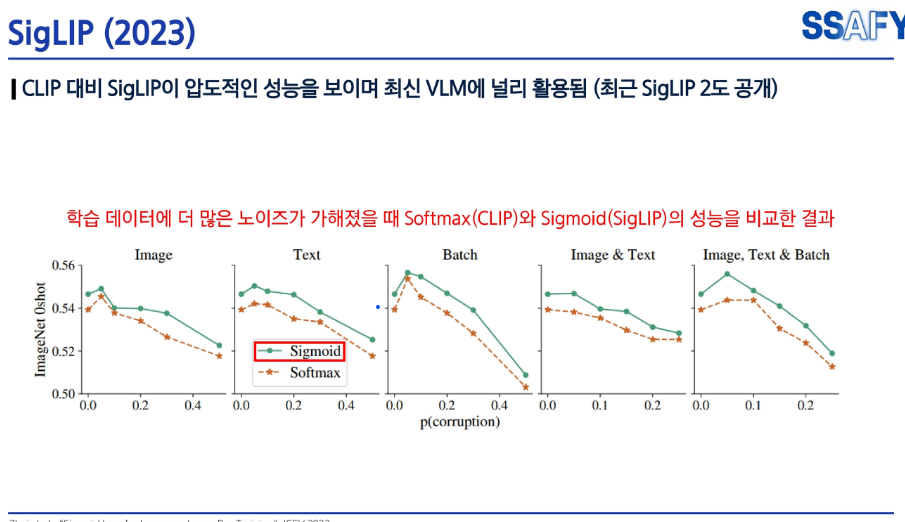 SigLIP (2023)
SSAFY
CLIP 대비 SigLIP이 압도적인 성능을 보이며 최신 VLM에 널리 활용됨 (최근 SigLIP 2도 공개)
학습 데이터에 더 많은 노이즈가 가해졌을 때 Softmax(CLIP)와 Sigmoid(SigLIP)의 성능을 비교한 결과
Image Text Batch Image & Text Image, Text & Batch
ImageNet 0shot
0.56
0.54
0.52
0.50
Sigmoid
Softmax
0.0 0.2 0.4 0.0 0.2 0.4 0.0 0.2 0.4 0.0 0.1 0.2 0.0 0.1 0.2
p(corruption)